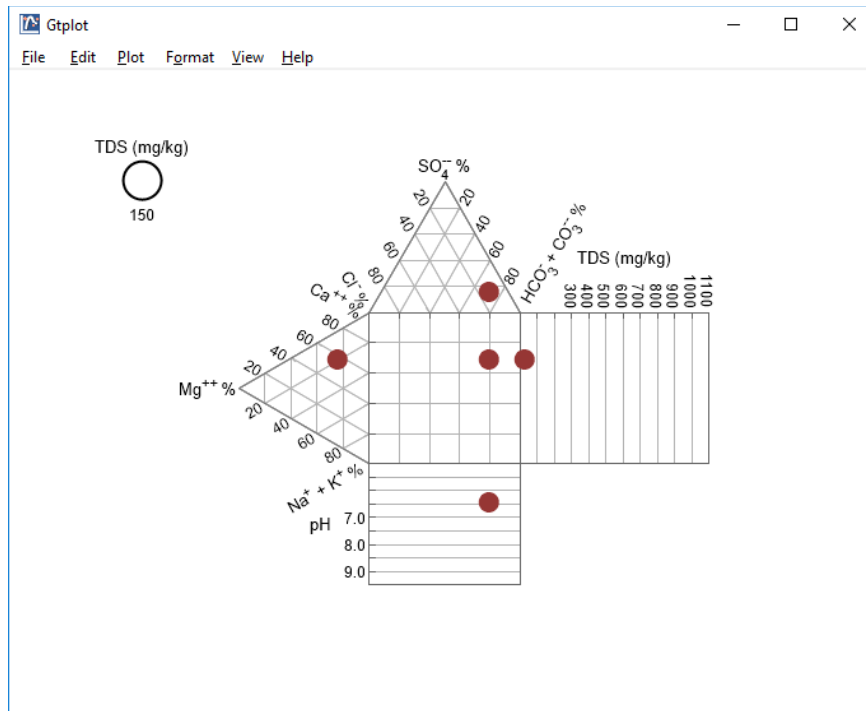 Gtplot
File Edit Plot Format View Help
TDS (mg/kg)
150
SO₄⁻⁻ %
20 20
40 40
60 60
80 80
Cl⁻ %
HCO₃⁻ + CO₃⁻⁻ %
TDS (mg/kg)
300 400 500 600 700 800 900 1000 1100
Ca⁺⁺ %
80
60
40
20
Mg⁺⁺ %
20
40
60
80
Na⁺ + K⁺ %
pH
7.0
8.0
9.0